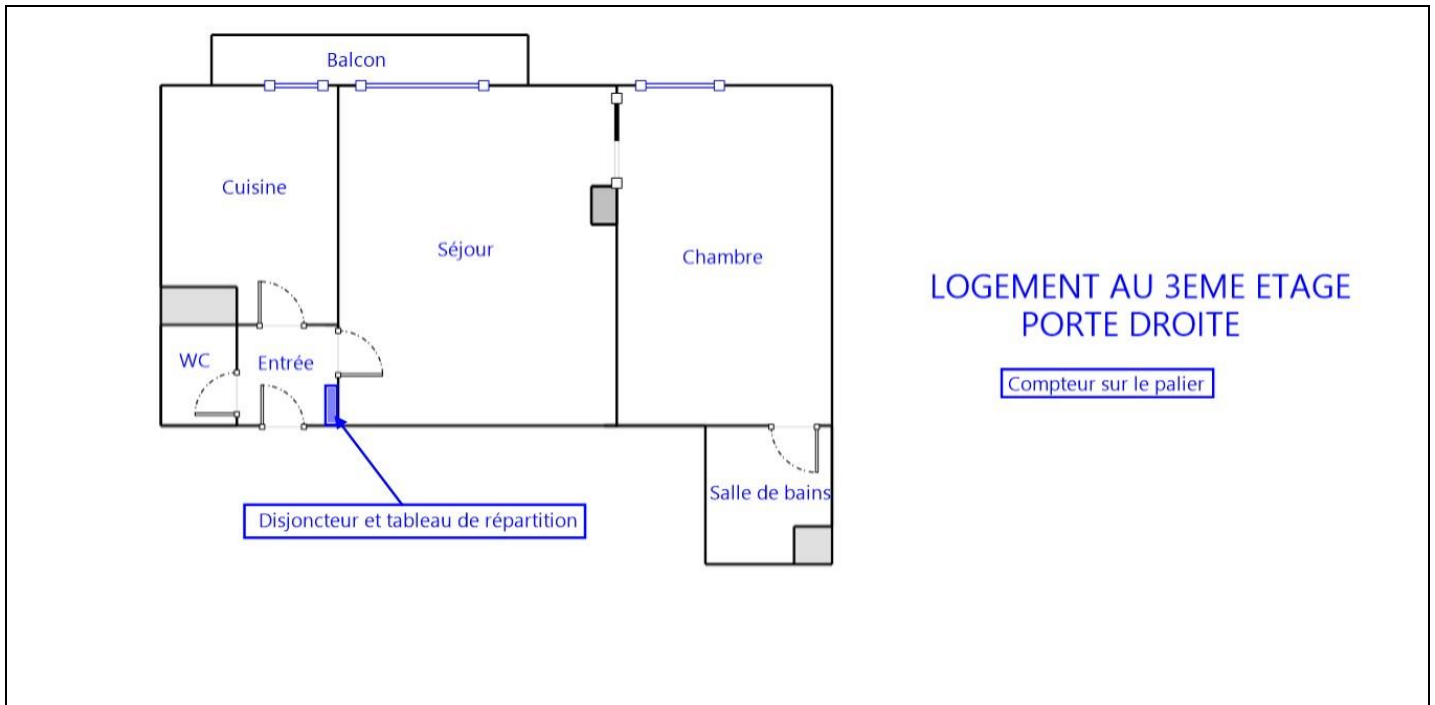 Balcon
Cuisine
Séjour
Chambre
LOGEMENT AU 3EME ETAGE
PORTE DROITE
WC
Entrée
Compteur sur le palier
Salle de bains
Disjoncteur et tableau de répartition